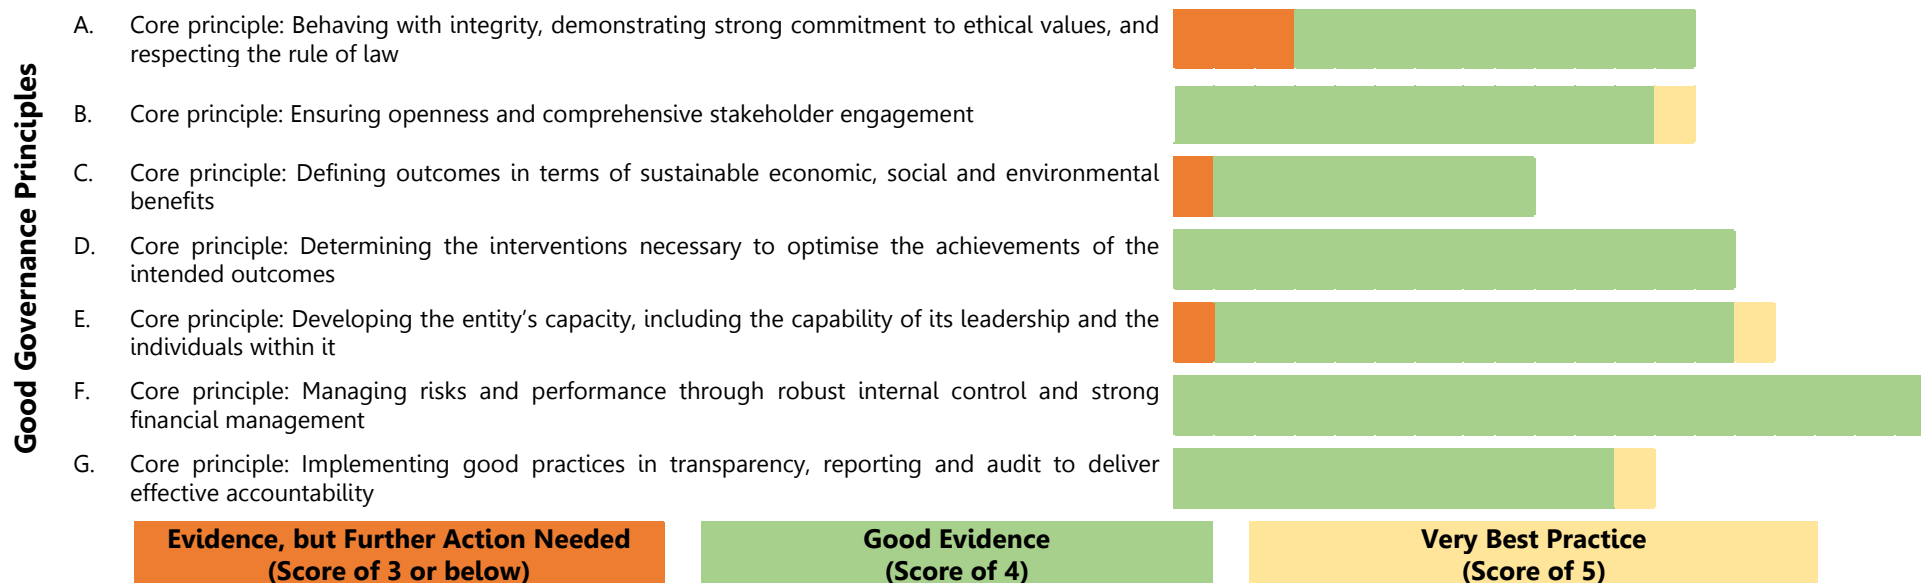 Good Governance Principles
A. Core principle: Behaving with integrity, demonstrating strong commitment to ethical values, and
respecting the rule of law
B. Core principle: Ensuring openness and comprehensive stakeholder engagement
C. Core principle: Defining outcomes in terms of sustainable economic, social and environmental
benefits
D. Core principle: Determining the interventions necessary to optimise the achievements of the
intended outcomes
E. Core principle: Developing the entity’s capacity, including the capability of its leadership and the
individuals within it
F. Core principle: Managing risks and performance through robust internal control and strong
financial management
G. Core principle: Implementing good practices in transparency, reporting and audit to deliver
effective accountability
Evidence, but Further Action Needed
(Score of 3 or below)
Good Evidence
(Score of 4)
Very Best Practice
(Score of 5)